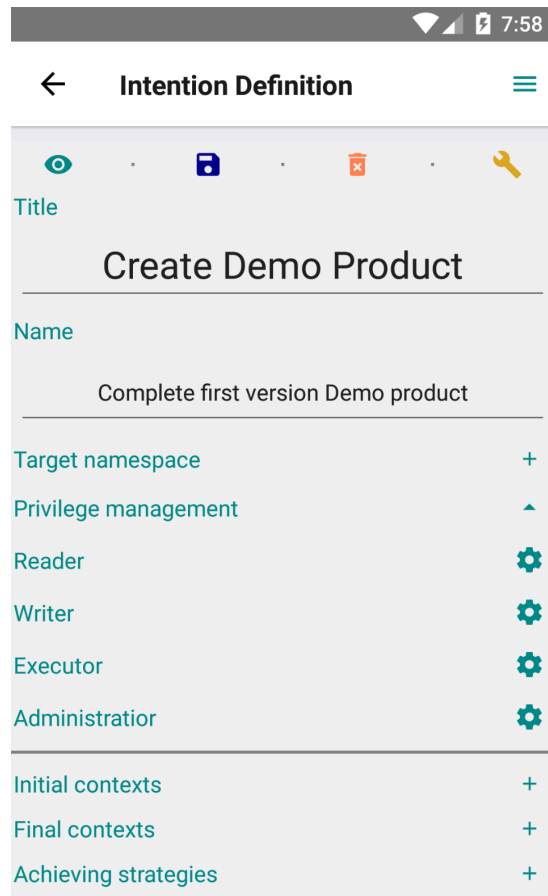 7:58
Intention Definition
Title
Create Demo Product
Name
Complete first version Demo product
Target namespace +
Privilege management
Reader
Writer
Executor
Administratior
Initial contexts +
Final contexts +
Achieving strategies +